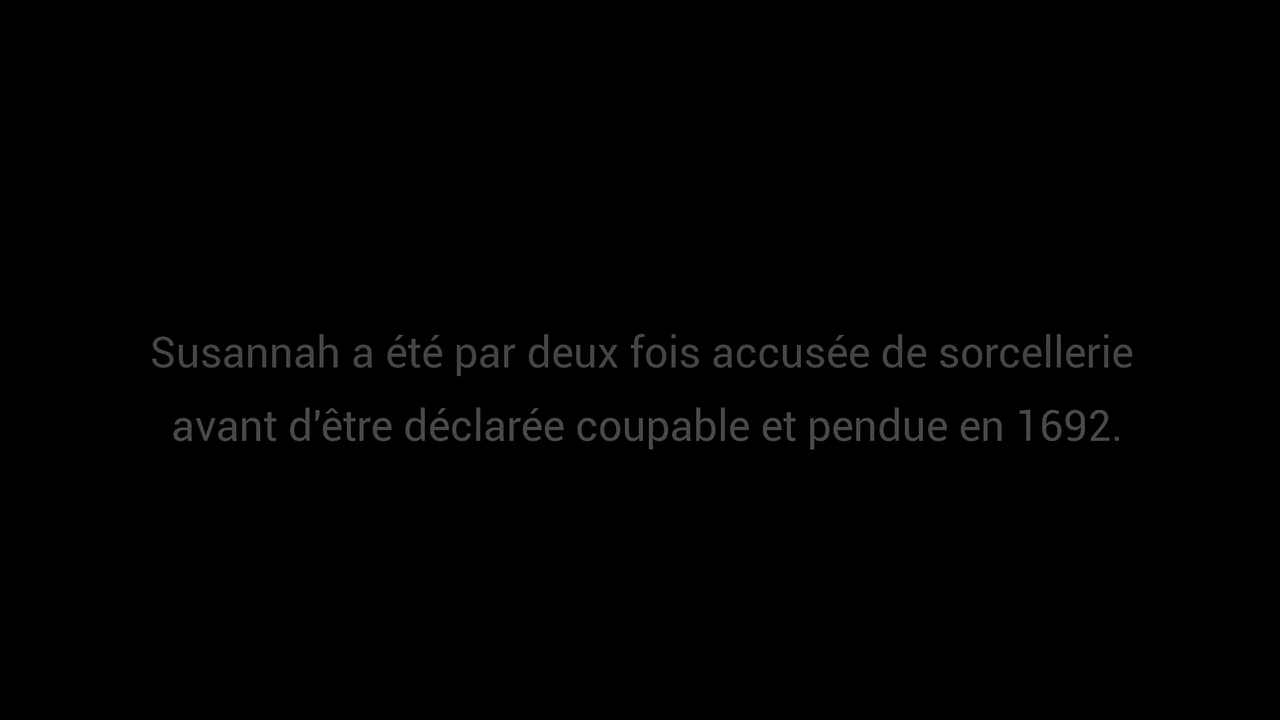 Susannah a été par deux fois accusée de sorcellerie
avant d'être déclarée coupable et pendue en 1692.